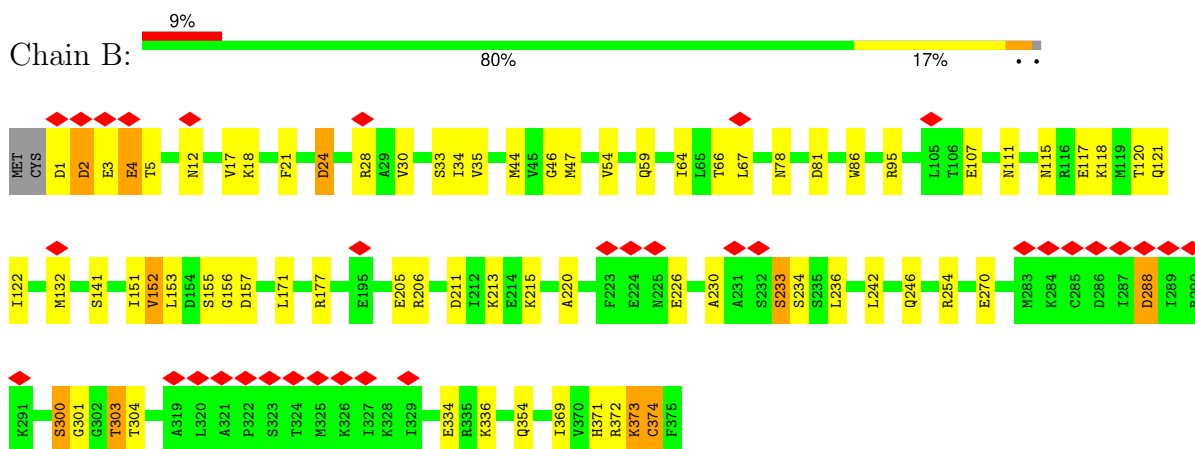 9%
Chain B:
80% 17% • •
MET CYS D1 D2 E3 E4 T5 N12 V17 K18 F21 D24 R28 A29 V30 S33 I34 V35 M44 V45 G46 M47 V54 Q59 I64 L65 T66 L67 N78 D81 W86 R95 L105 T106 E107 N111 N115 R116 E117 K118 M119 T120 Q121
I122 M132 S141 I151 V152 L153 D154 S155 G156 D157 L171 R177 E195 E205 R206 D211 I212 K213 E214 K215 A220 F223 E224 N225 E226 A230 A231 S232 S233 S234 S235 L236 L242 Q246 R254 E270 M283 K284 C285 D286 I287 D288 I289
K291 S300 G301 G302 T303 T304 A319 L320 A321 P322 S323 T324 M325 K326 I327 K328 I329 E334 R335 K336 Q354 I369 V370 H371 R372 K373 C374 F375